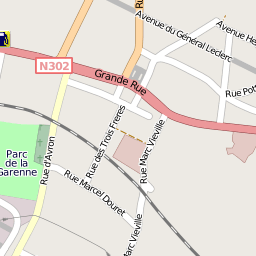 Avenue du Général Leclerc
Avenue He
N302
Grande Rue
Rue Pot
Rue des Trois Frères
Rue d'Avron
Rue Marc Vieville
Parc
de la
Garenne
Rue Marcel Douret
Marc Vieville